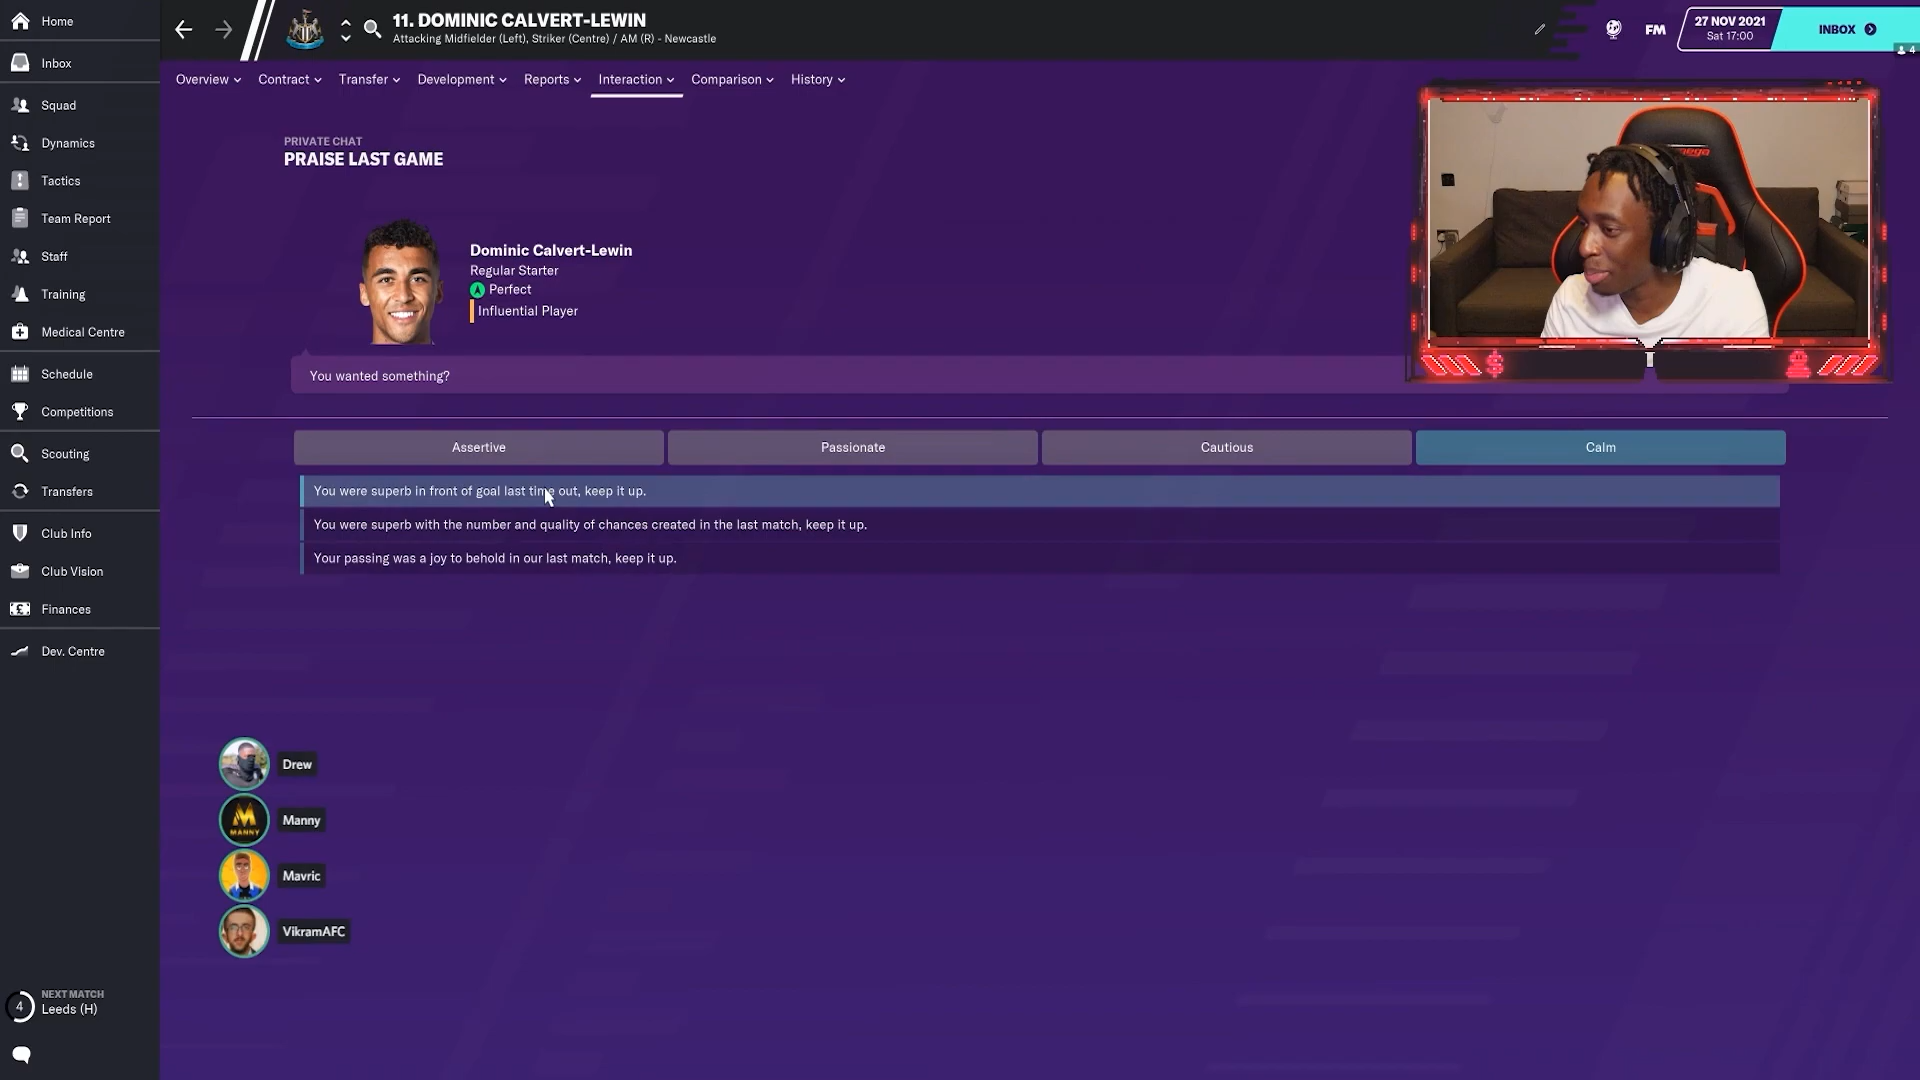 Home
Inbox
Squad
Dynamics
Tactics
Team Report
Staff
Training
Medical Centre
Schedule
Competitions
Scouting
Transfers
Club Info
Club Vision
Finances
Dev. Centre
4
NEXT MATCH
Leeds (H)
11. DOMINIC CALVERT-LEWIN
Attacking Midfielder (Left), Striker (Centre) / AM (R) - Newcastle
FM
27 NOV 2021
Sat 17:00
INBOX
4
Overview
Contract
Transfer
Development
Reports
Interaction
Comparison
History
PRIVATE CHAT
PRAISE LAST GAME
Dominic Calvert-Lewin
Regular Starter
Perfect
Influential Player
You wanted something?
Assertive
Passionate
Cautious
Calm
You were superb in front of goal last time out, keep it up.
You were superb with the number and quality of chances created in the last match, keep it up.
Your passing was a joy to behold in our last match, keep it up.
Drew
M
MANNY
Manny
Mavric
VikramAFC